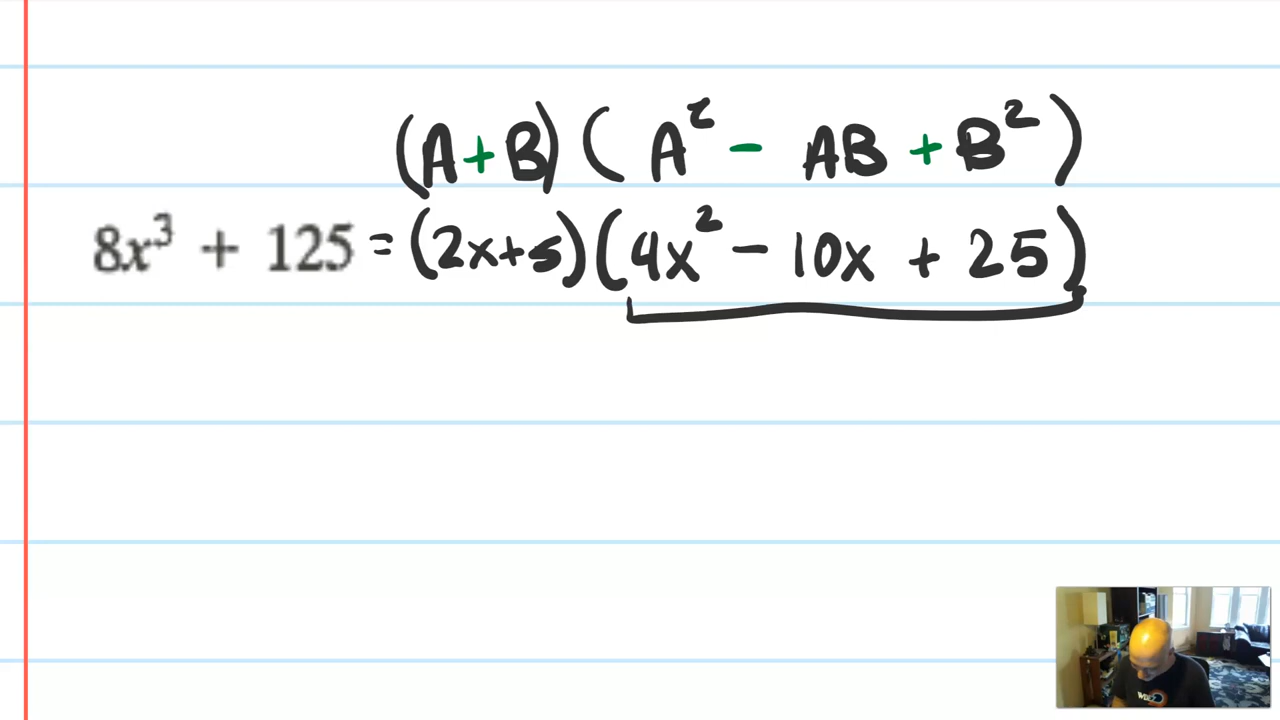 (A+B)(A² - AB + B²)
8x³ + 125 = (2x+5)(4x² - 10x + 25)